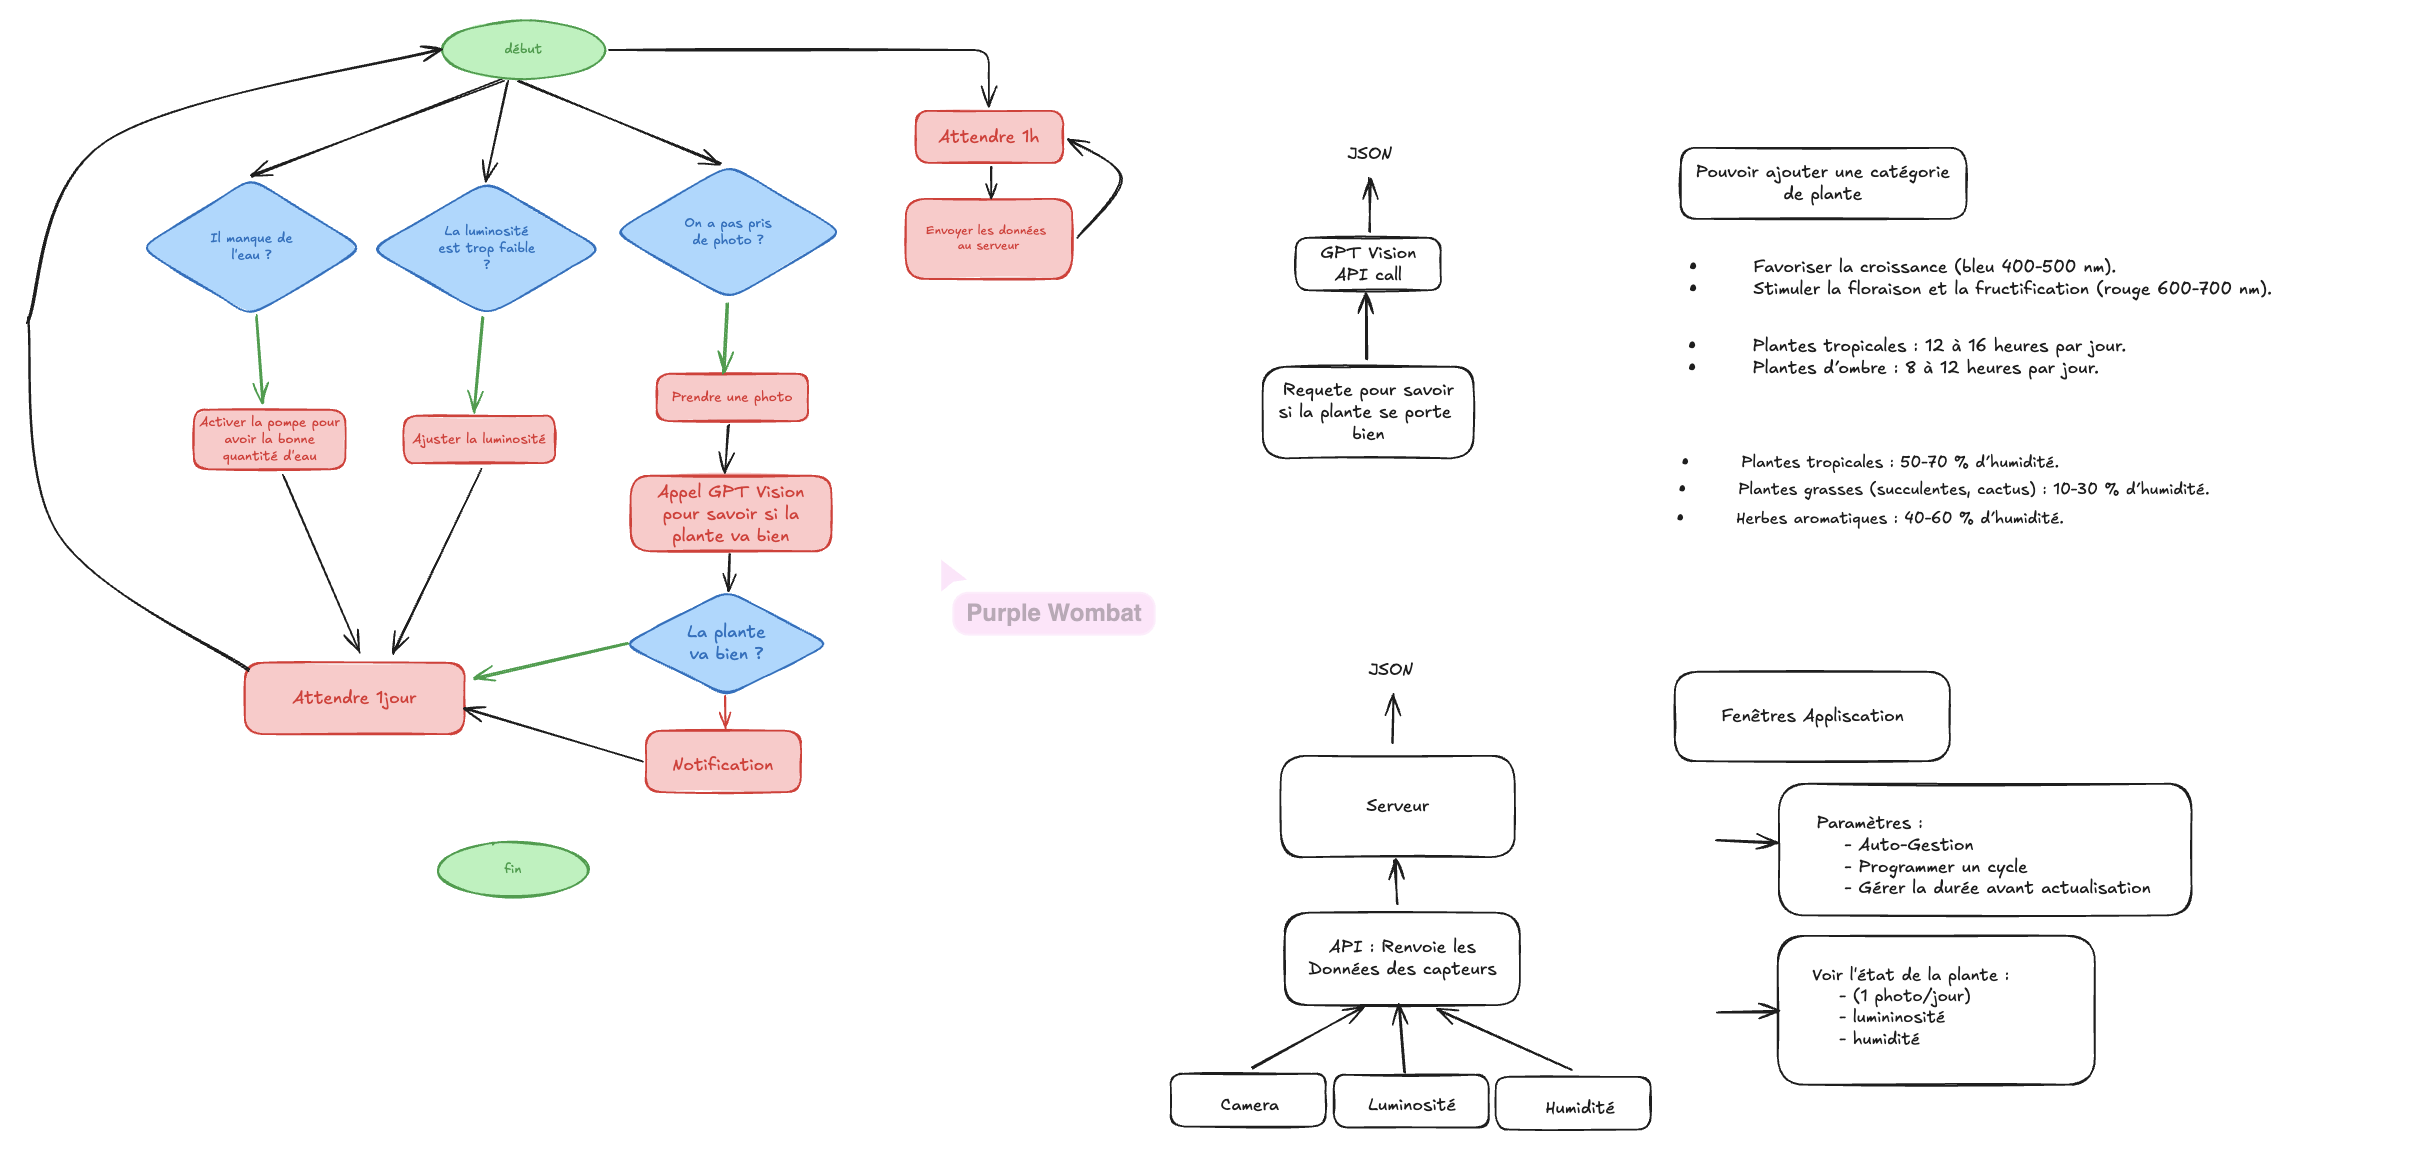 début
Il manque de
l'eau ?
La luminosité
est trop faible
?
On a pas pris
de photo ?
Activer la pompe pour
avoir la bonne
quantité d'eau
Ajuster la luminosité
Prendre une photo
Appel GPT Vision
pour savoir si la
plante va bien
La plante
va bien ?
Attendre 1jour
Notification
fin
Attendre 1h
Envoyer les données
au serveur
Purple Wombat
JSON
GPT Vision
API call
Requete pour savoir
si la plante se porte
bien
Pouvoir ajouter une catégorie
de plante
• Favoriser la croissance (bleu 400-500 nm).
• Stimuler la floraison et la fructification (rouge 600-700 nm).
• Plantes tropicales : 12 à 16 heures par jour.
• Plantes d'ombre : 8 à 12 heures par jour.
• Plantes tropicales : 50-70 % d'humidité.
• Plantes grasses (succulentes, cactus) : 10-30 % d'humidité.
• Herbes aromatiques : 40-60 % d'humidité.
JSON
Serveur
API : Renvoie les
Données des capteurs
Camera
Luminosité
Humidité
Fenêtres Appliscation
Paramètres :
- Auto-Gestion
- Programmer un cycle
- Gérer la durée avant actualisation
Voir l'état de la plante :
- (1 photo/jour)
- lumininosité
- humidité